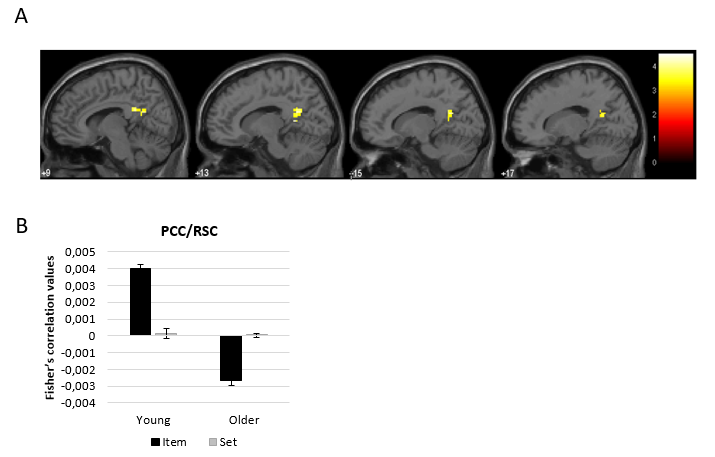 A
4
3
2
1
0
+9
+13
-15
+17
B
PCC/RSC
Fisher's correlation values
0,005
0,004
0,003
0,002
0,001
0
-0,001
-0,002
-0,003
-0,004
Young
Older
Item
Set